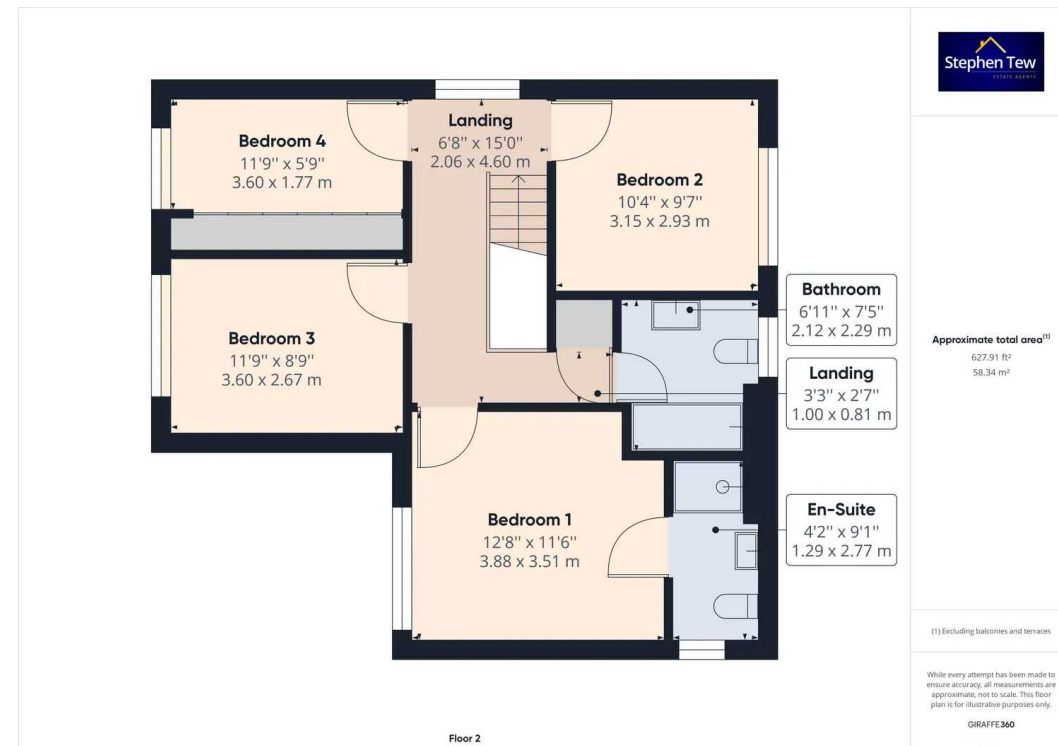 Bedroom 4
11'9'' x 5'9''
3.60 x 1.77 m
Landing
6'8'' x 15'0''
2.06 x 4.60 m
Bedroom 2
10'4'' x 9'7''
3.15 x 2.93 m
Bedroom 3
11'9'' x 8'9''
3.60 x 2.67 m
Bathroom
6'11'' x 7'5''
2.12 x 2.29 m
Landing
3'3'' x 2'7''
1.00 x 0.81 m
Bedroom 1
12'8'' x 11'6''
3.88 x 3.51 m
En-Suite
4'2'' x 9'1''
1.29 x 2.77 m
Floor 2
Stephen Tew
ESTATE AGENTS
Approximate total area(1)
627.91 ft²
58.34 m²
(1) Excluding balconies and terraces
While every attempt has been made to
ensure accuracy, all measurements are
approximate, not to scale. This floor
plan is for illustrative purposes only.
GIRAFFE360